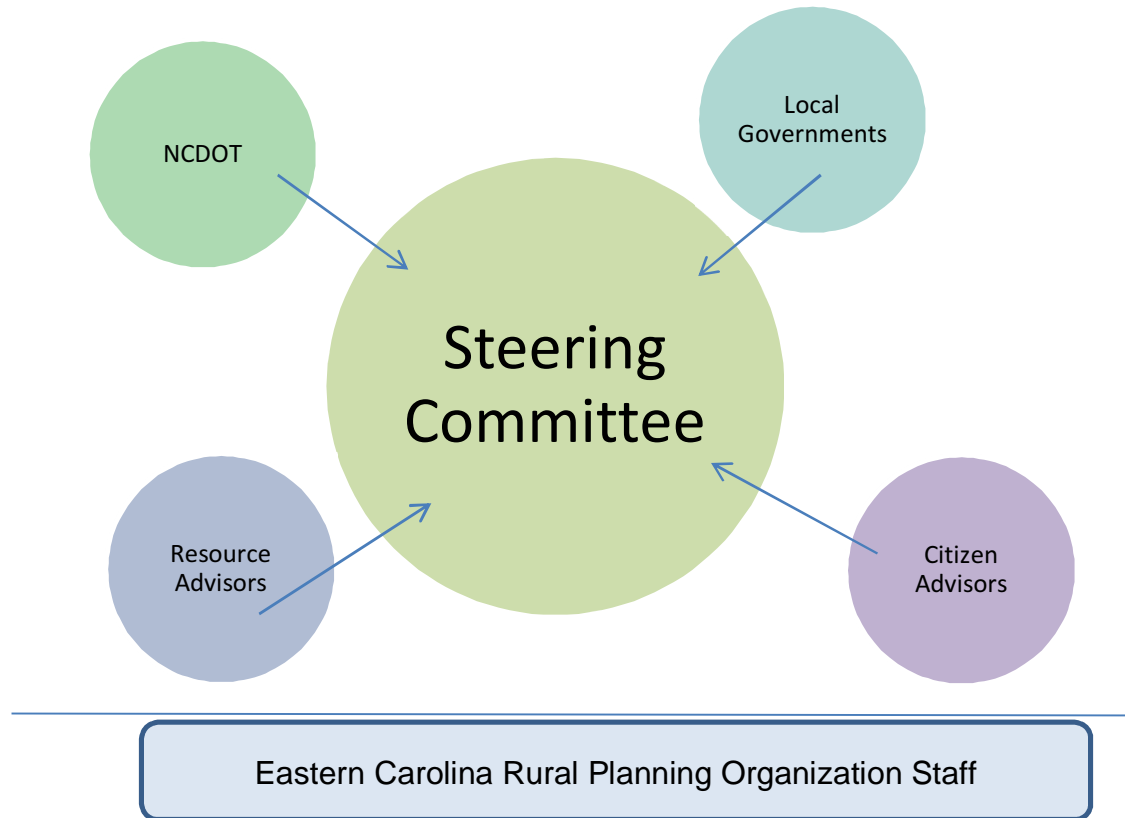 NCDOT
Local
Governments
Steering
Committee
Resource
Advisors
Citizen
Advisors
Eastern Carolina Rural Planning Organization Staff